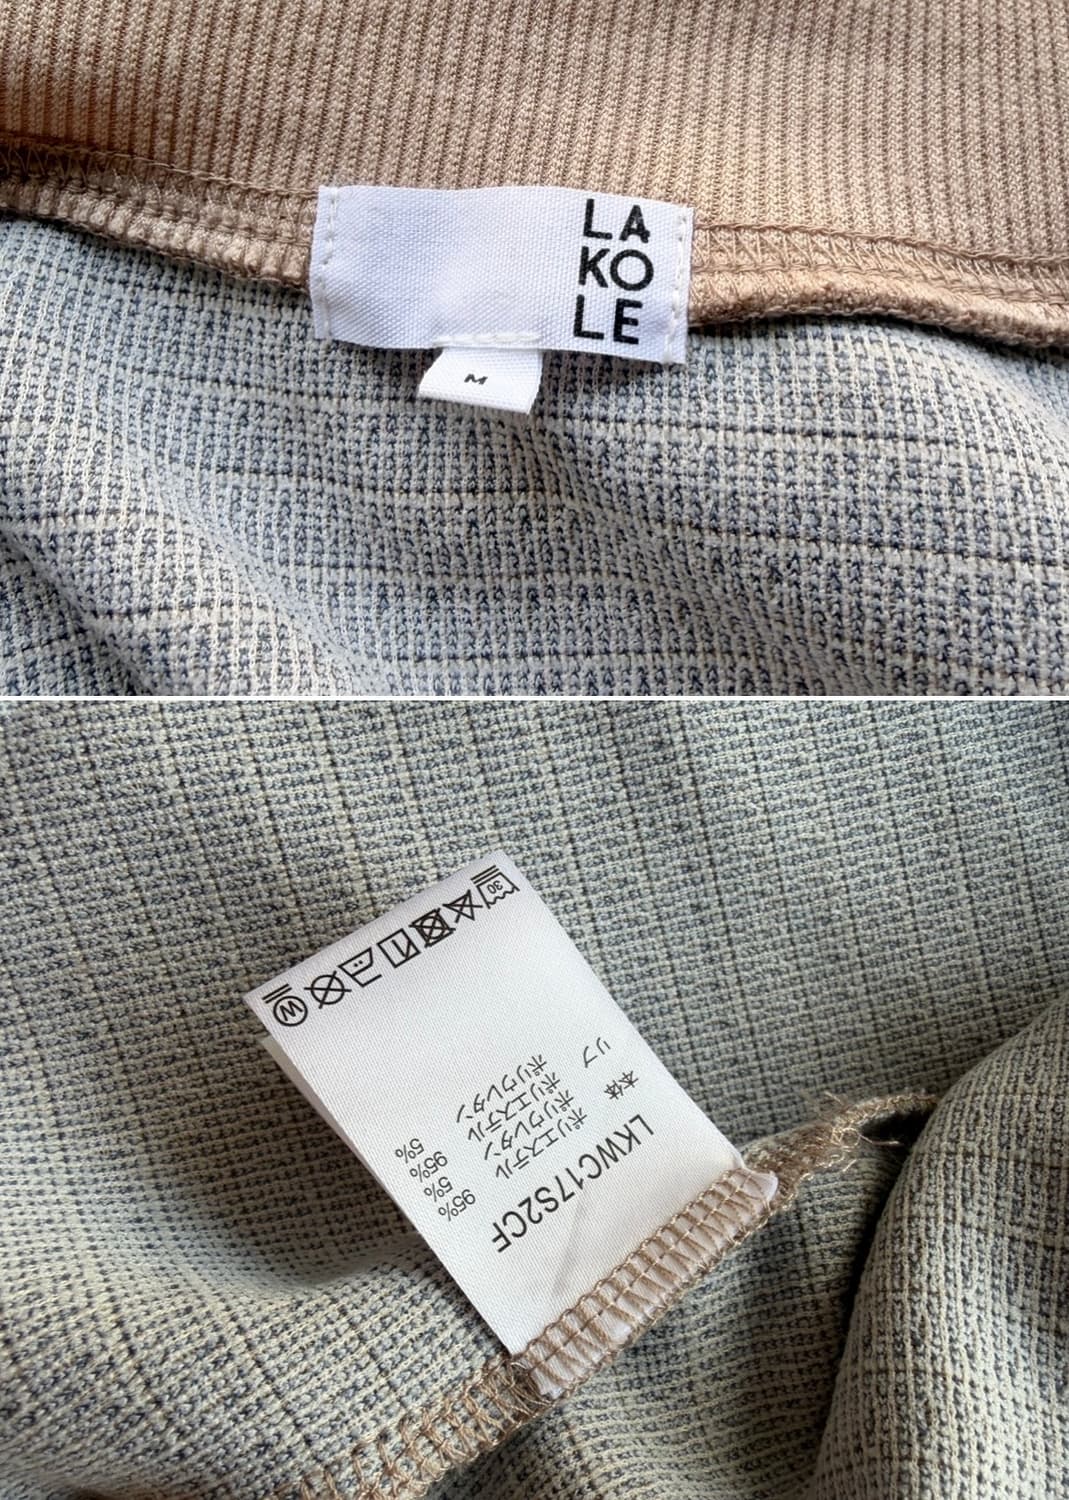 LA
KO
LE
M
LKWC17S2CF
本体 ポリエステル 95%
ポリウレタン 5%
リブ ポリエステル 95%
ポリウレタン 5%
30
W